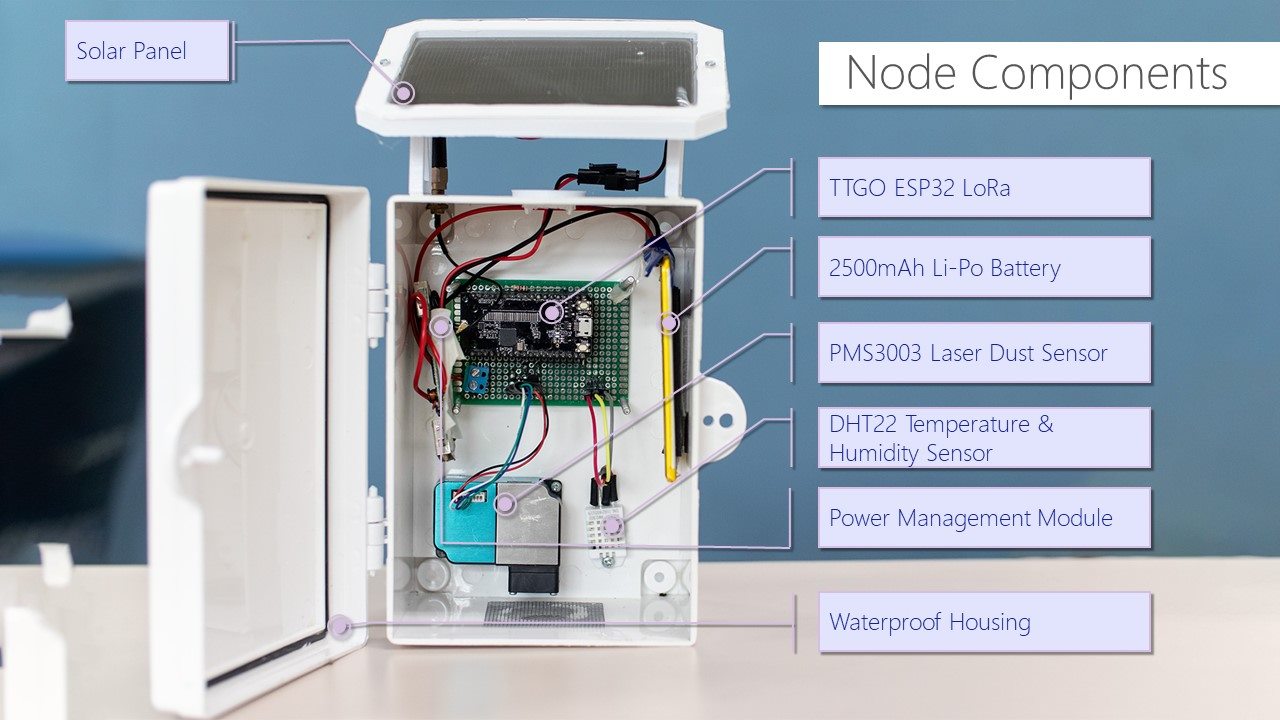 Solar Panel
Node Components
TTGO ESP32 LoRa
2500mAh Li-Po Battery
PMS3003 Laser Dust Sensor
DHT22 Temperature &
Humidity Sensor
Power Management Module
Waterproof Housing